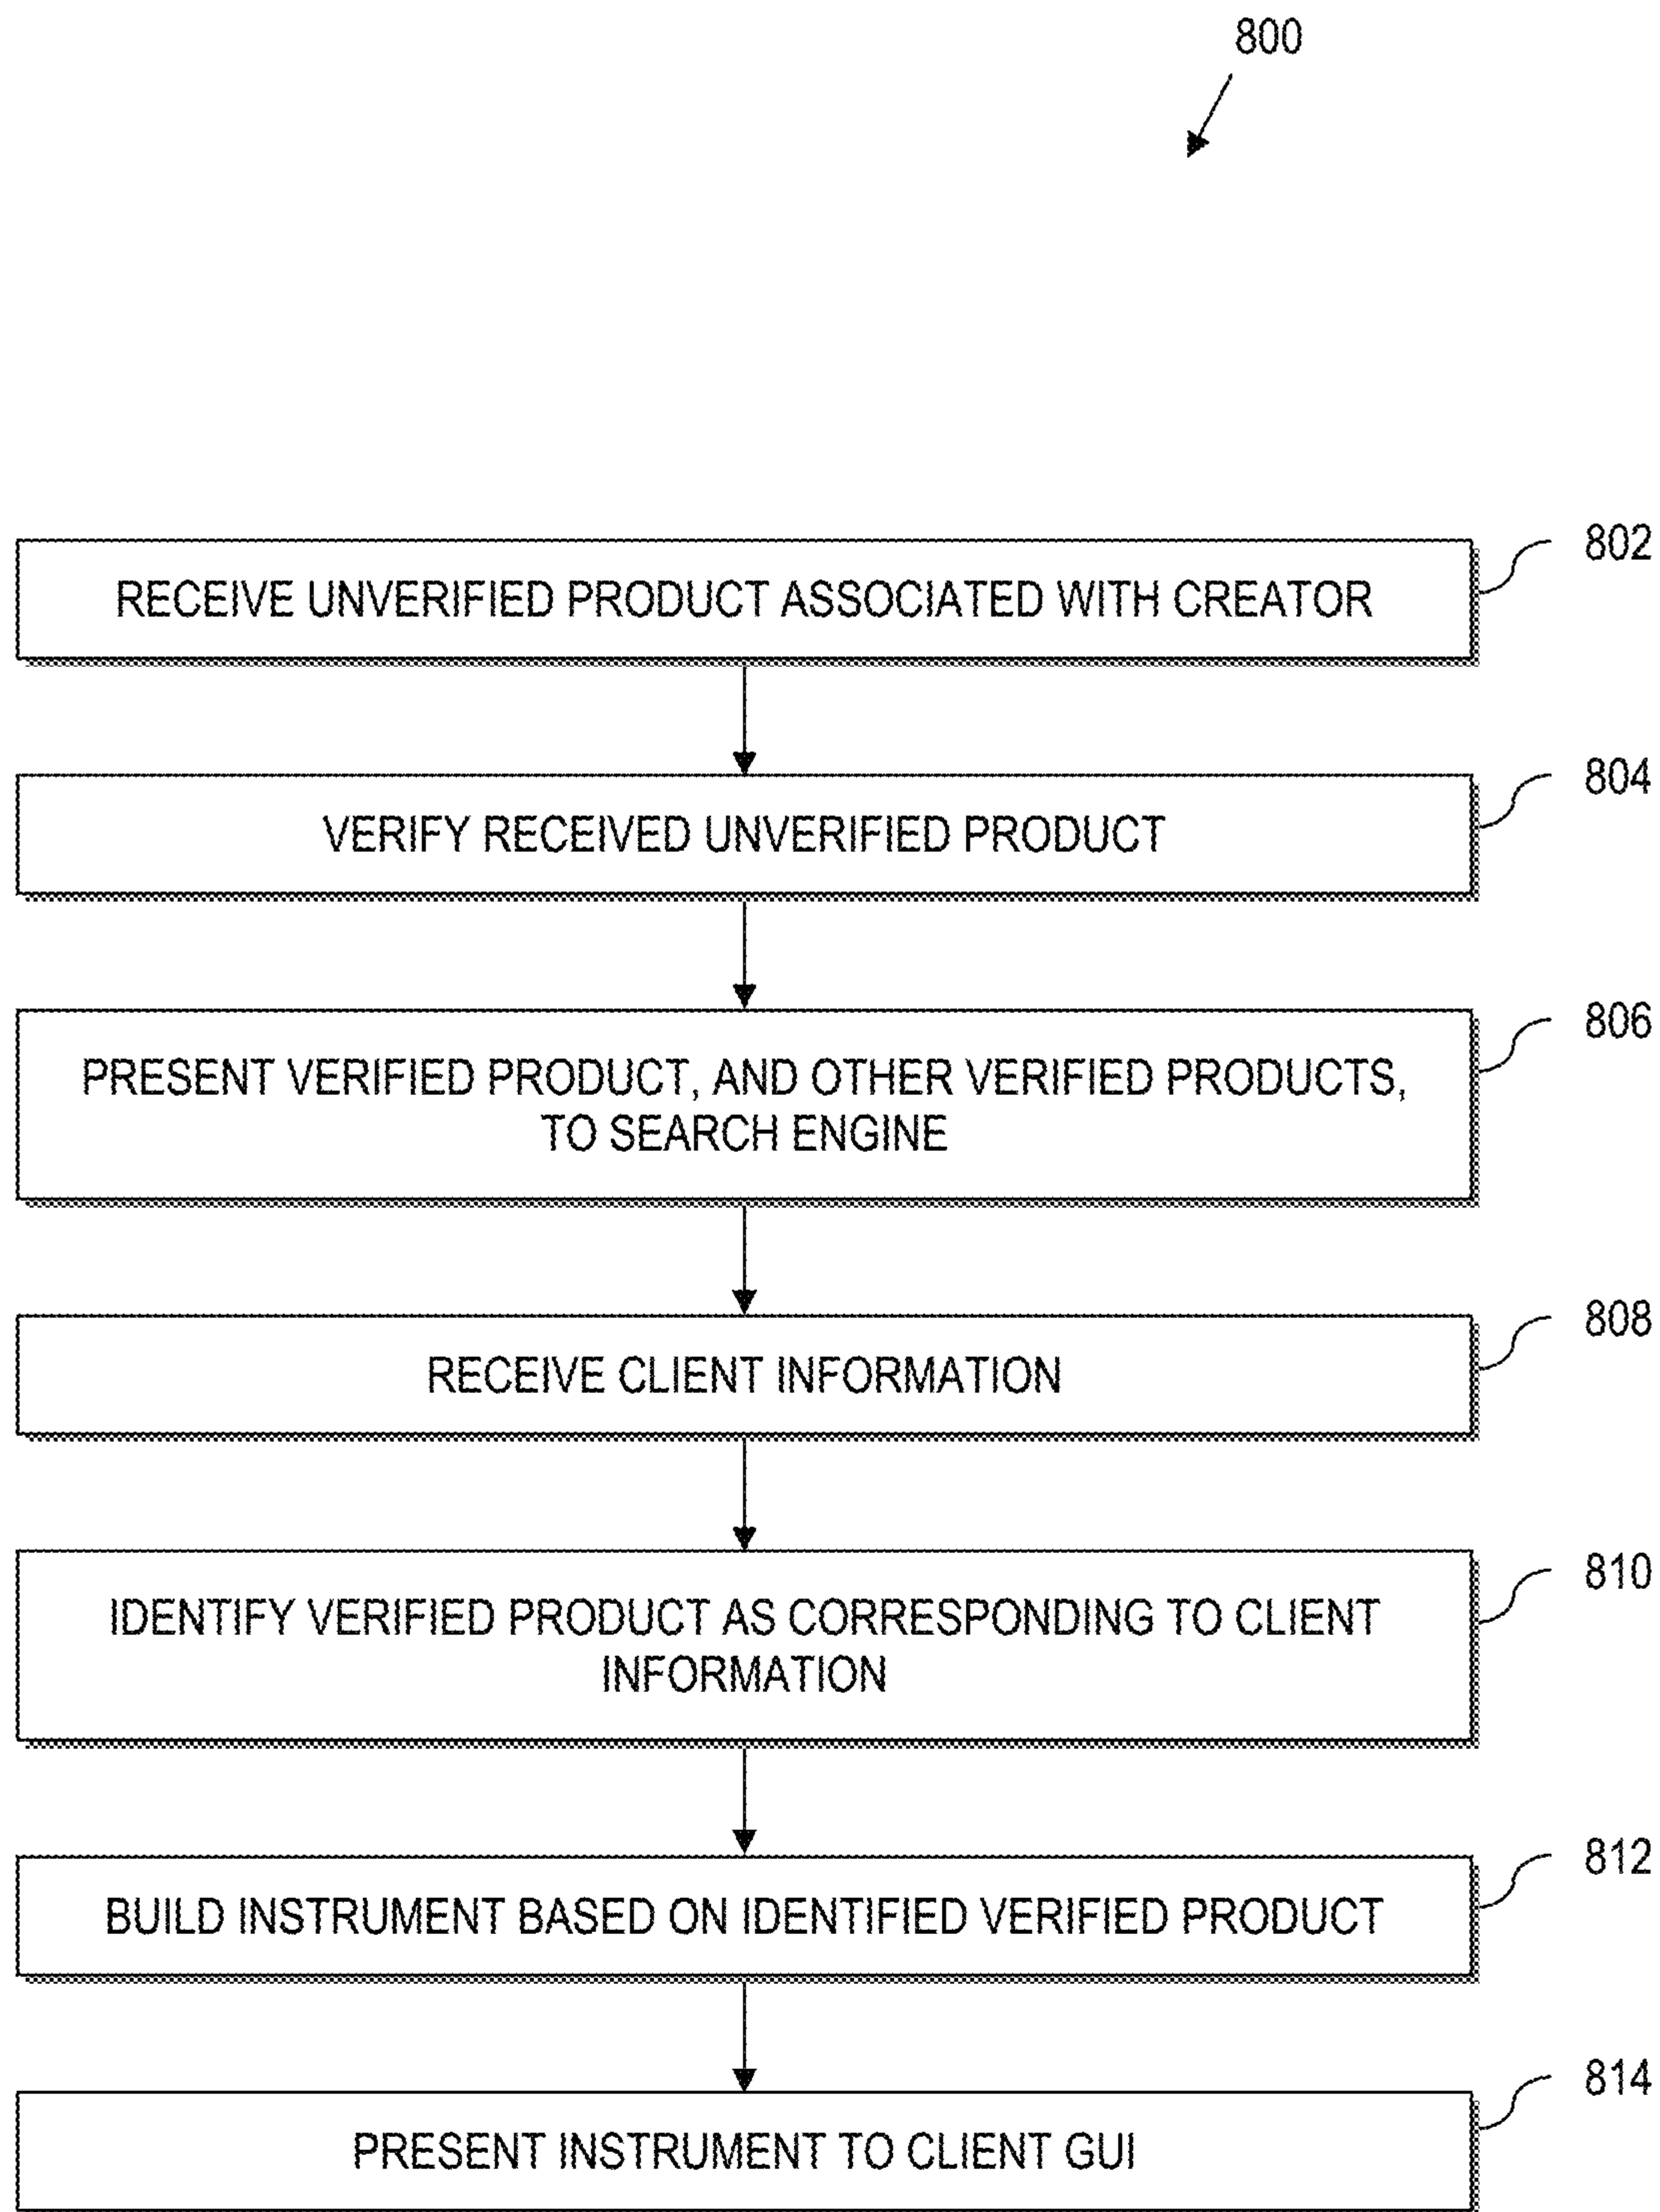 800
RECEIVE UNVERIFIED PRODUCT ASSOCIATED WITH CREATOR
802
VERIFY RECEIVED UNVERIFIED PRODUCT
804
PRESENT VERIFIED PRODUCT, AND OTHER VERIFIED PRODUCTS,
TO SEARCH ENGINE
806
RECEIVE CLIENT INFORMATION
808
IDENTIFY VERIFIED PRODUCT AS CORRESPONDING TO CLIENT
INFORMATION
810
BUILD INSTRUMENT BASED ON IDENTIFIED VERIFIED PRODUCT
812
PRESENT INSTRUMENT TO CLIENT GUI
814